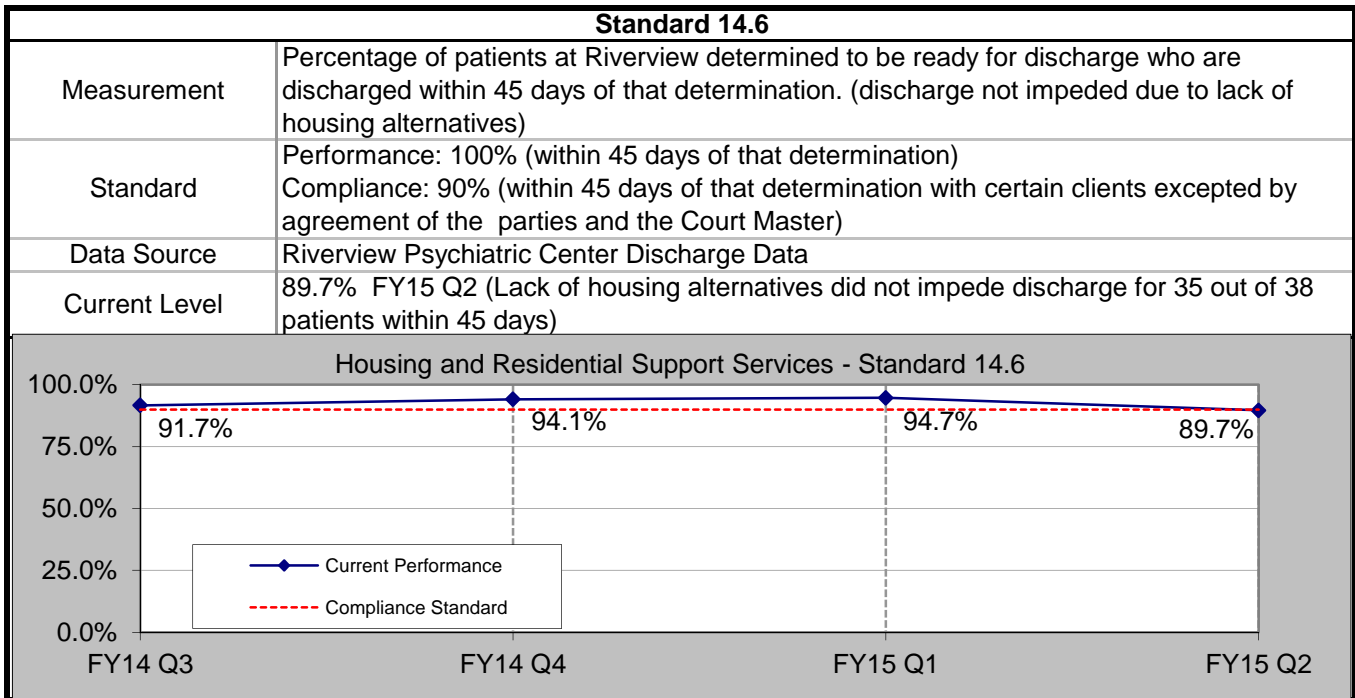 Standard 14.6
Measurement
Percentage of patients at Riverview determined to be ready for discharge who are
discharged within 45 days of that determination. (discharge not impeded due to lack of
housing alternatives)
Standard
Performance: 100% (within 45 days of that determination)
Compliance: 90% (within 45 days of that determination with certain clients excepted by
agreement of the  parties and the Court Master)
Data Source
Riverview Psychiatric Center Discharge Data
Current Level
89.7%  FY15 Q2 (Lack of housing alternatives did not impede discharge for 35 out of 38
patients within 45 days)
Housing and Residential Support Services - Standard 14.6
100.0%
75.0%
50.0%
25.0%
0.0%
91.7%
94.1%
94.7%
89.7%
Current Performance
Compliance Standard
FY14 Q3
FY14 Q4
FY15 Q1
FY15 Q2